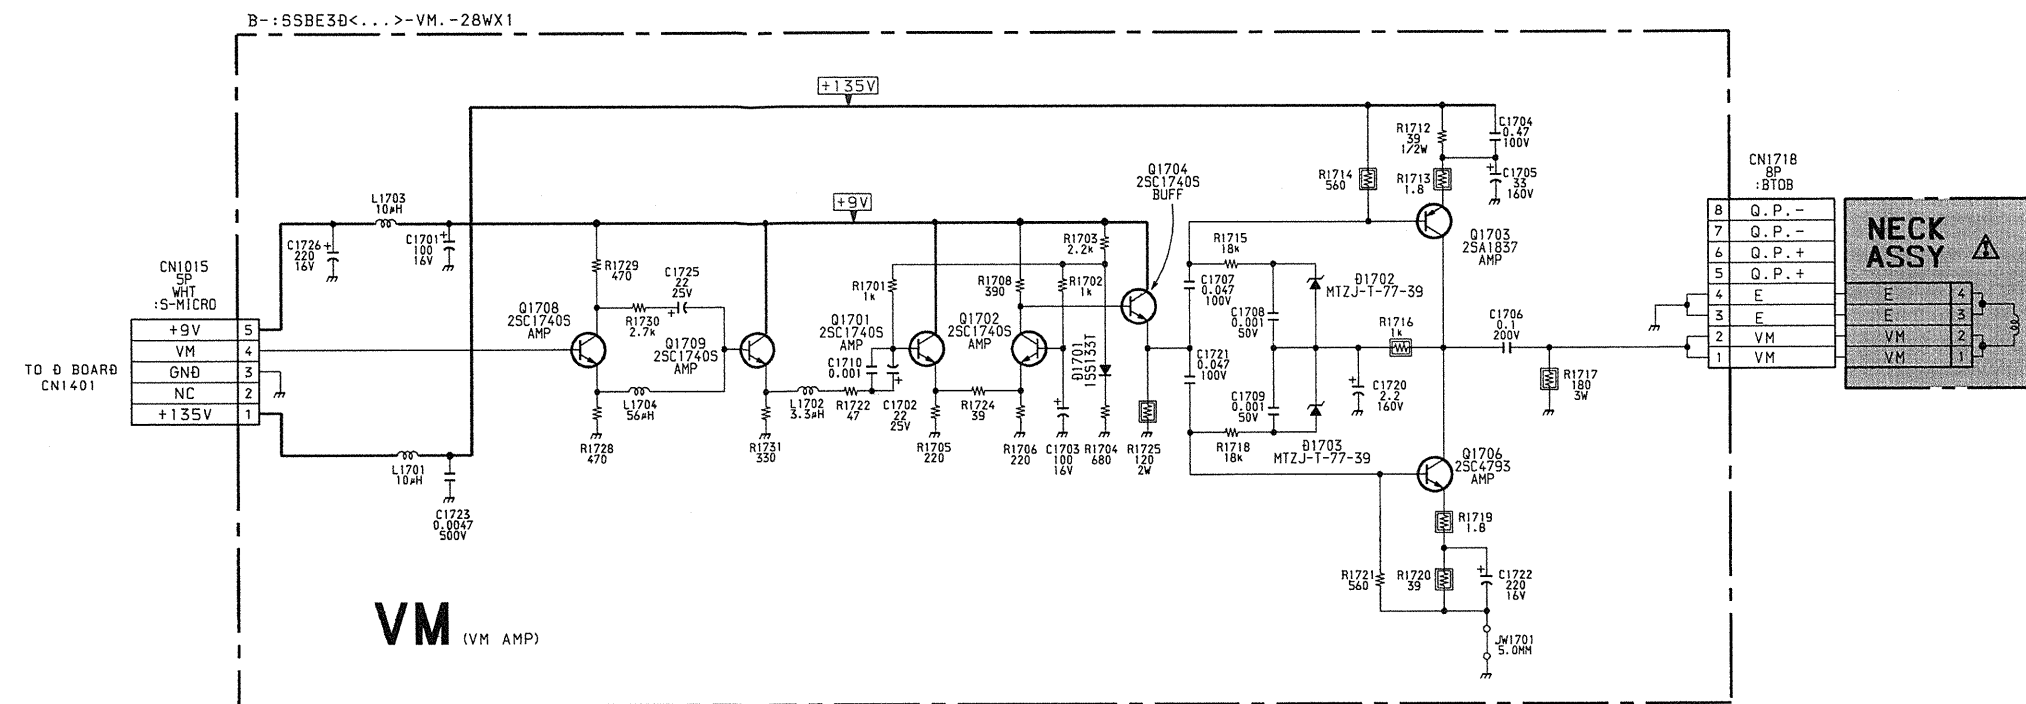 B-:SSBE3D<...>-VM.-28WX1
+135V
R1712
39
1/2W
C1704
0.47
100V
R1714
560
R1713
1.8
C1705
33
160V
Q1704
2SC1740S
BUFF
CN1718
8P
:BTOB
L1703
10µH
+9V
C1726
220
16V
C1701
100
16V
R1703
2.2k
R1715
18k
Q1703
2SA1837
AMP
8 Q.P.-
7 Q.P.-
6 Q.P.+
5 Q.P.+
4 E
3 E
2 VM
1 VM
NECK
ASSY
E 4
E 3
VM 2
VM 1
CN1015
5P
WHT
:S-MICRO
+9V 5
VM 4
GND 3
NC 2
+135V 1
TO D BOARD
CN1401
R1729
470
C1725
22
25V
R1730
2.7k
Q1708
2SC1740S
AMP
Q1709
2SC1740S
AMP
R1701
1k
R1708
390
R1702
1k
Q1701
2SC1740S
AMP
Q1702
2SC1740S
AMP
C1710
0.001
D1701
1SS133T
C1707
0.047
100V
C1708
0.001
50V
D1702
MTZJ-T-77-39
R1716
1k
C1706
0.1
200V
C1721
0.047
100V
C1709
0.001
50V
C1720
2.2
160V
R1717
180
3W
L1704
56µH
L1702
3.3µH
R1722
47
C1702
22
25V
R1724
39
R1728
470
R1731
330
R1705
220
R1706
220
C1703
100
16V
R1704
680
R1725
120
2W
R1718
18k
D1703
MTZJ-T-77-39
Q1706
2SC4793
AMP
L1701
10µH
C1723
0.0047
500V
R1719
1.8
R1721
560
R1720
39
C1722
220
16V
JW1701
5.0MM
VM (VM AMP)